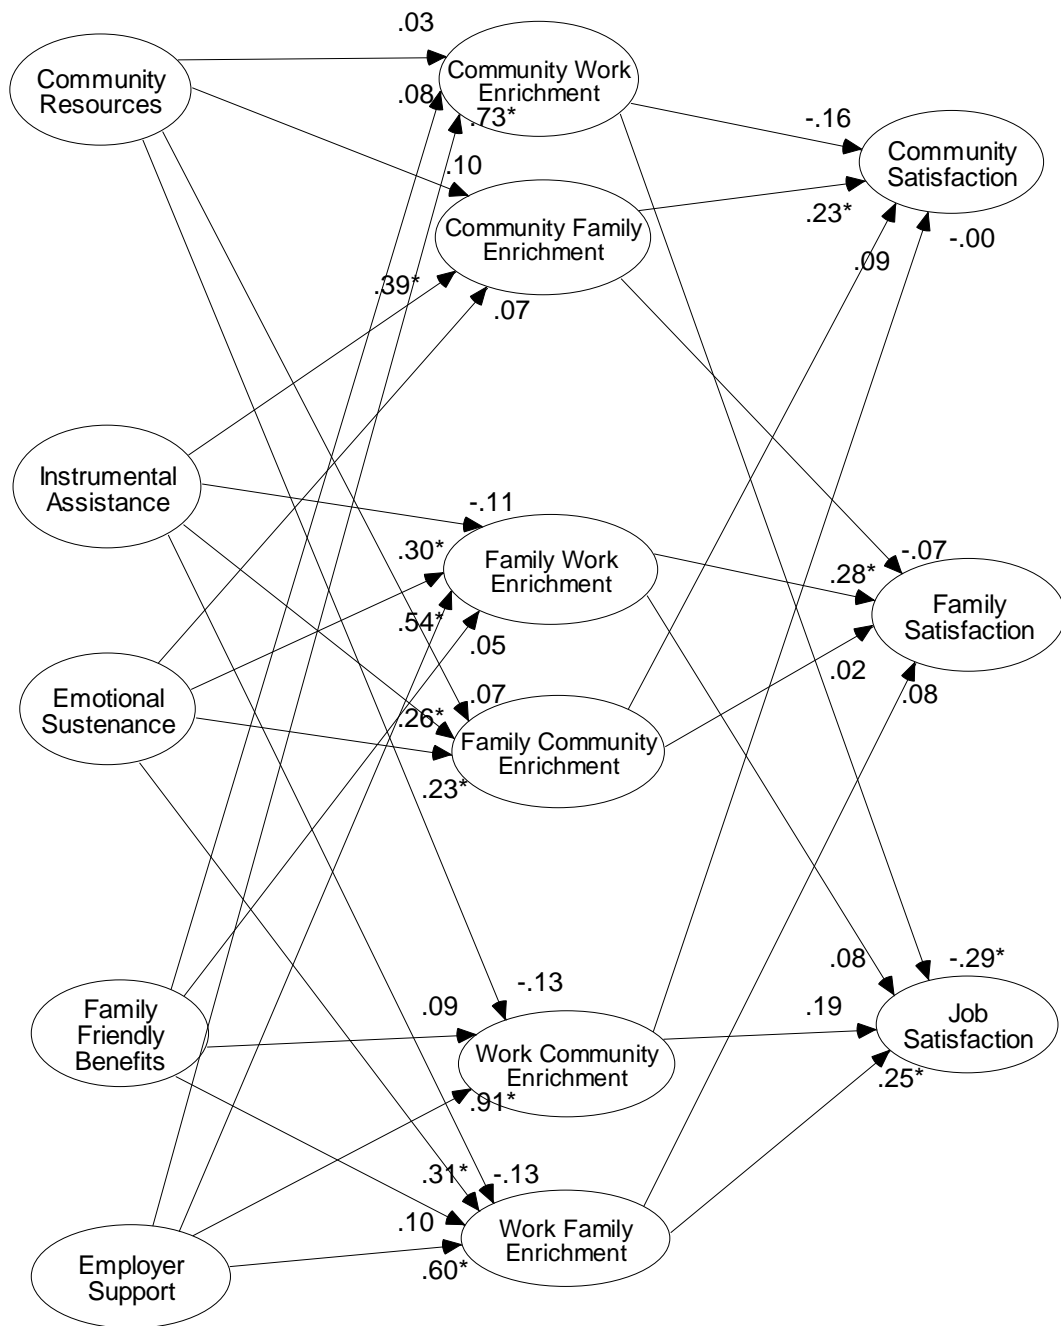 .03
Community
Resources
Community Work
Enrichment
.08
.73*
-.16
Community
Satisfaction
.10
Community Family
Enrichment
.23*
-.00
.09
.39*
.07
Instrumental
Assistance
-.11
.30*
Family Work
Enrichment
-.07
.28*
Family
Satisfaction
.54*
.05
.02
.08
Emotional
Sustenance
.07
.26*
Family Community
Enrichment
.23*
.08
-.29*
-.13
Family
Friendly
Benefits
.09
.19
Job
Satisfaction
Work Community
Enrichment
.91*
.25*
.31*
-.13
.10
Work Family
Enrichment
.60*
Employer
Support